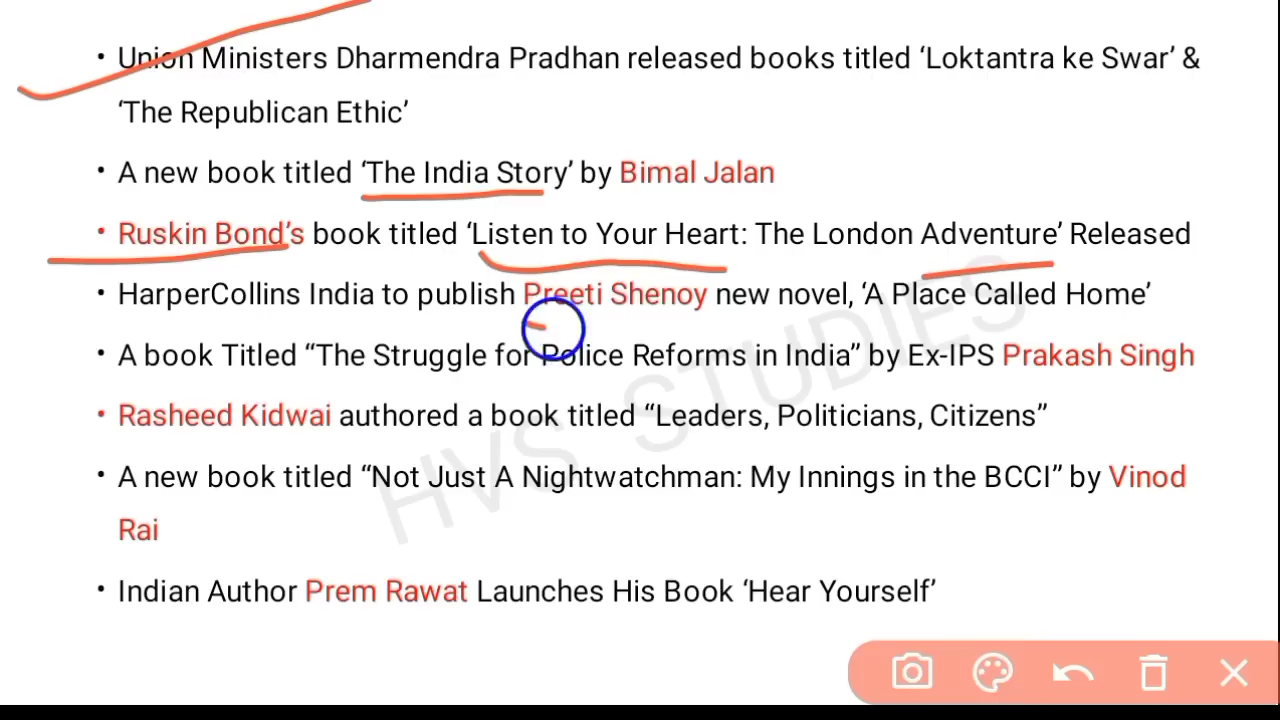 • Union Ministers Dharmendra Pradhan released books titled ‘Loktantra ke Swar’ &
‘The Republican Ethic’
• A new book titled ‘The India Story’ by Bimal Jalan
• Ruskin Bond’s book titled ‘Listen to Your Heart: The London Adventure’ Released
• HarperCollins India to publish Preeti Shenoy new novel, ‘A Place Called Home’
• A book Titled “The Struggle for Police Reforms in India” by Ex-IPS Prakash Singh
• Rasheed Kidwai authored a book titled “Leaders, Politicians, Citizens”
• A new book titled “Not Just A Nightwatchman: My Innings in the BCCI” by Vinod
Rai
• Indian Author Prem Rawat Launches His Book ‘Hear Yourself’
HVS STUDIES